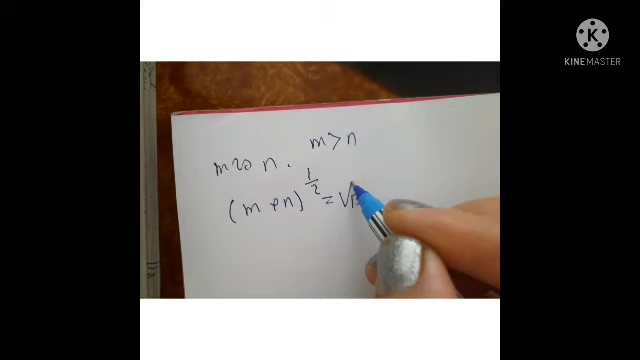 K
KINEMASTER
m > n
m n .
(m n)^{1/2} = √